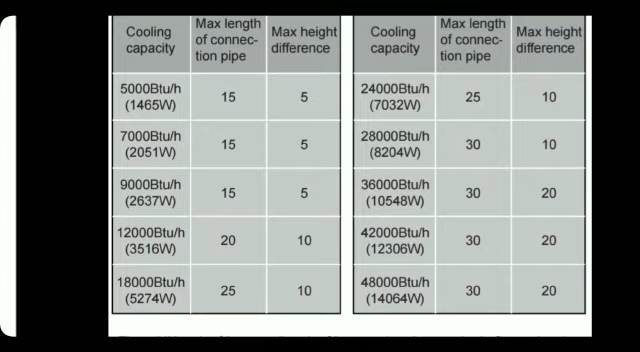 Cooling capacity | Max length of connec-tion pipe | Max height difference
5000Btu/h (1465W) | 15 | 5
7000Btu/h (2051W) | 15 | 5
9000Btu/h (2637W) | 15 | 5
12000Btu/h (3516W) | 20 | 10
18000Btu/h (5274W) | 25 | 10
Cooling capacity | Max length of connec-tion pipe | Max height difference
24000Btu/h (7032W) | 25 | 10
28000Btu/h (8204W) | 30 | 10
36000Btu/h (10548W) | 30 | 20
42000Btu/h (12306W) | 30 | 20
48000Btu/h (14064W) | 30 | 20